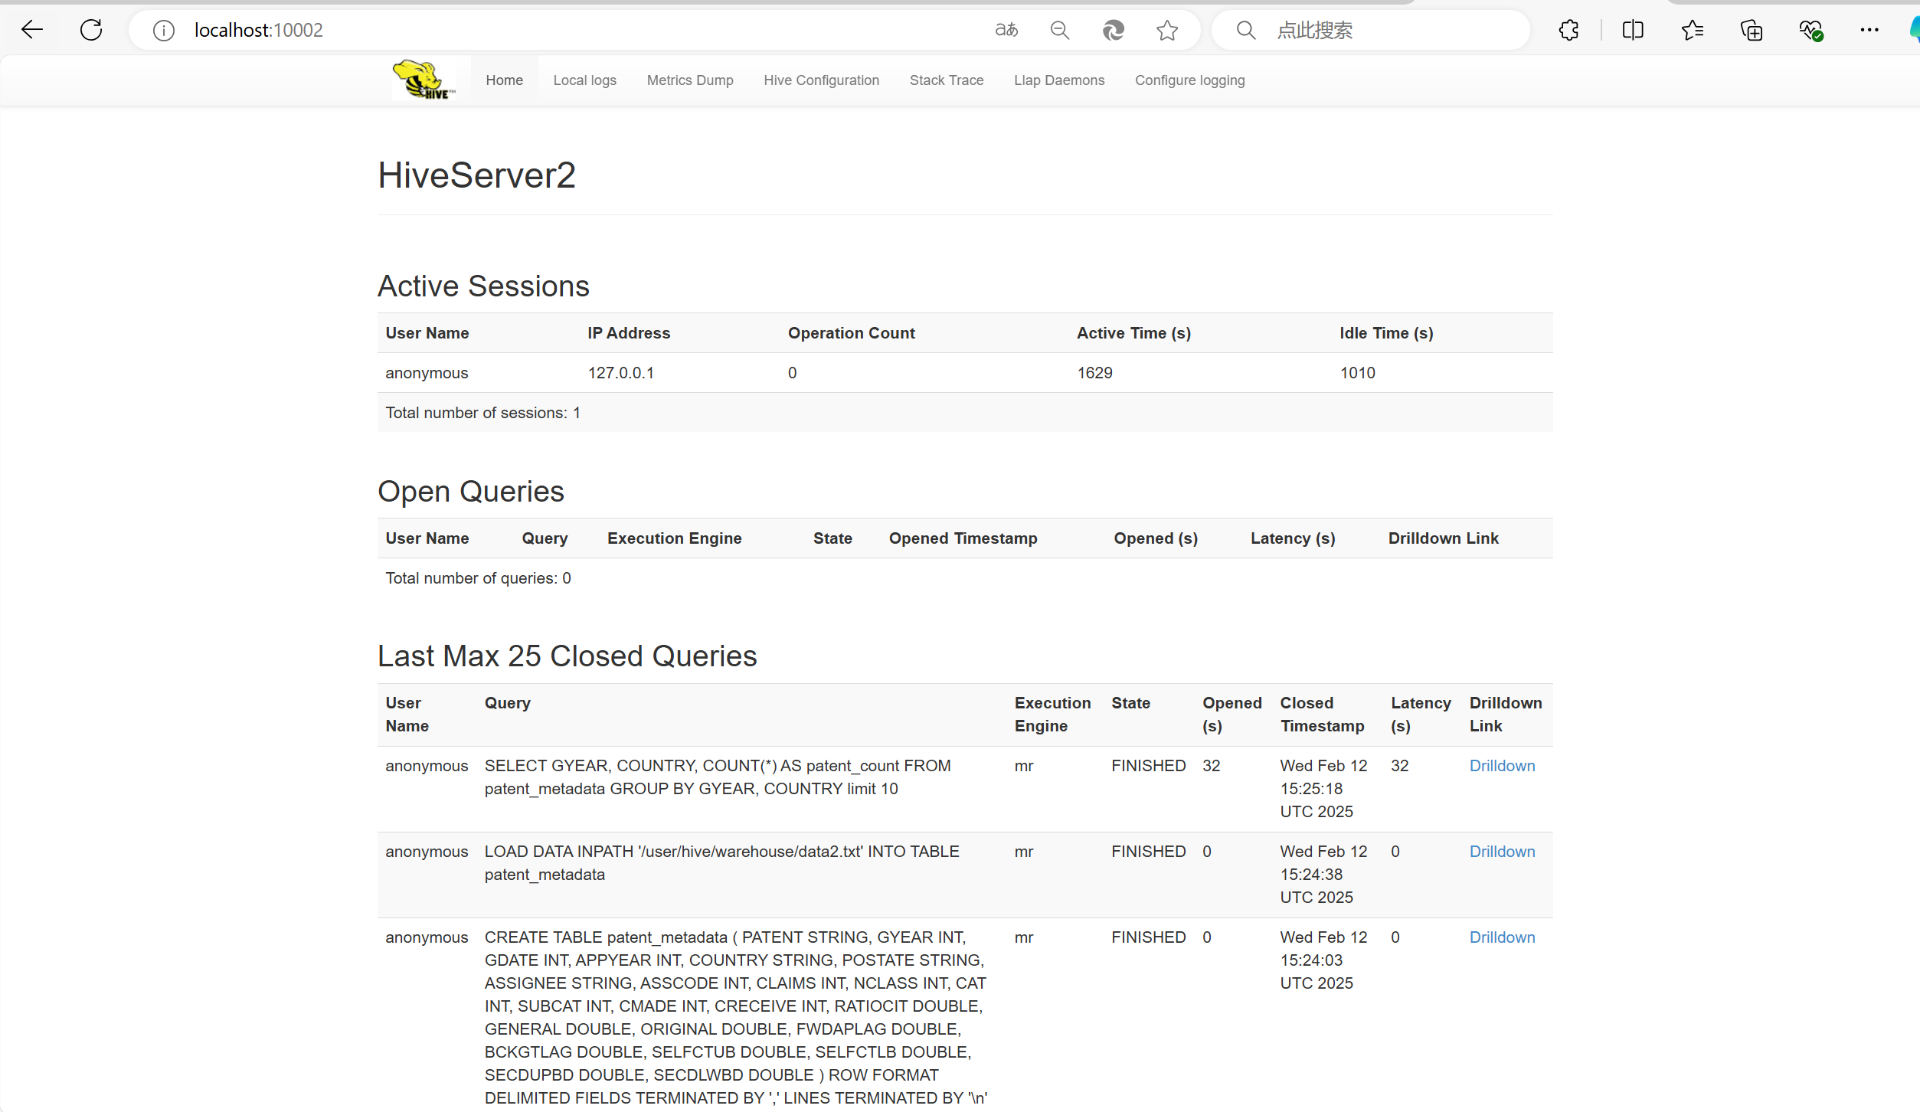 localhost:10002
aあ
点此搜索
HIVE™
Home Local logs Metrics Dump Hive Configuration Stack Trace Llap Daemons Configure logging
HiveServer2
Active Sessions
User Name IP Address Operation Count Active Time (s) Idle Time (s)
anonymous 127.0.0.1 0 1629 1010
Total number of sessions: 1
Open Queries
User Name Query Execution Engine State Opened Timestamp Opened (s) Latency (s) Drilldown Link
Total number of queries: 0
Last Max 25 Closed Queries
User Name Query Execution Engine State Opened (s) Closed Timestamp Latency (s) Drilldown Link
anonymous SELECT GYEAR, COUNTRY, COUNT(*) AS patent_count FROM mr FINISHED 32 Wed Feb 12 32 Drilldown
patent_metadata GROUP BY GYEAR, COUNTRY limit 10 15:25:18
UTC 2025
anonymous LOAD DATA INPATH '/user/hive/warehouse/data2.txt' INTO TABLE mr FINISHED 0 Wed Feb 12 0 Drilldown
patent_metadata 15:24:38
UTC 2025
anonymous CREATE TABLE patent_metadata ( PATENT STRING, GYEAR INT, mr FINISHED 0 Wed Feb 12 0 Drilldown
GDATE INT, APPYEAR INT, COUNTRY STRING, POSTATE STRING, 15:24:03
ASSIGNEE STRING, ASSCODE INT, CLAIMS INT, NCLASS INT, CAT UTC 2025
INT, SUBCAT INT, CMADE INT, CRECEIVE INT, RATIOCIT DOUBLE,
GENERAL DOUBLE, ORIGINAL DOUBLE, FWDAPLAG DOUBLE,
BCKGTLAG DOUBLE, SELFCTUB DOUBLE, SELFCTLB DOUBLE,
SECDUPBD DOUBLE, SECDLWBD DOUBLE ) ROW FORMAT
DELIMITED FIELDS TERMINATED BY ',' LINES TERMINATED BY '\n'